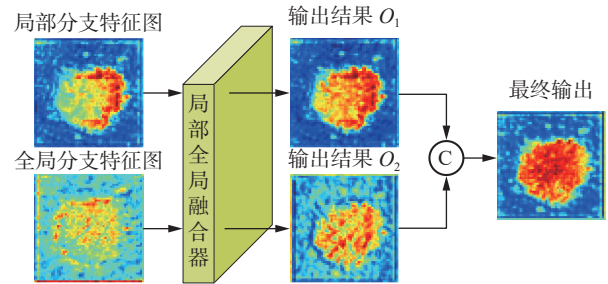 局部分支特征图
输出结果 O₁
局部全局融合器
最终输出
C
全局分支特征图
输出结果 O₂